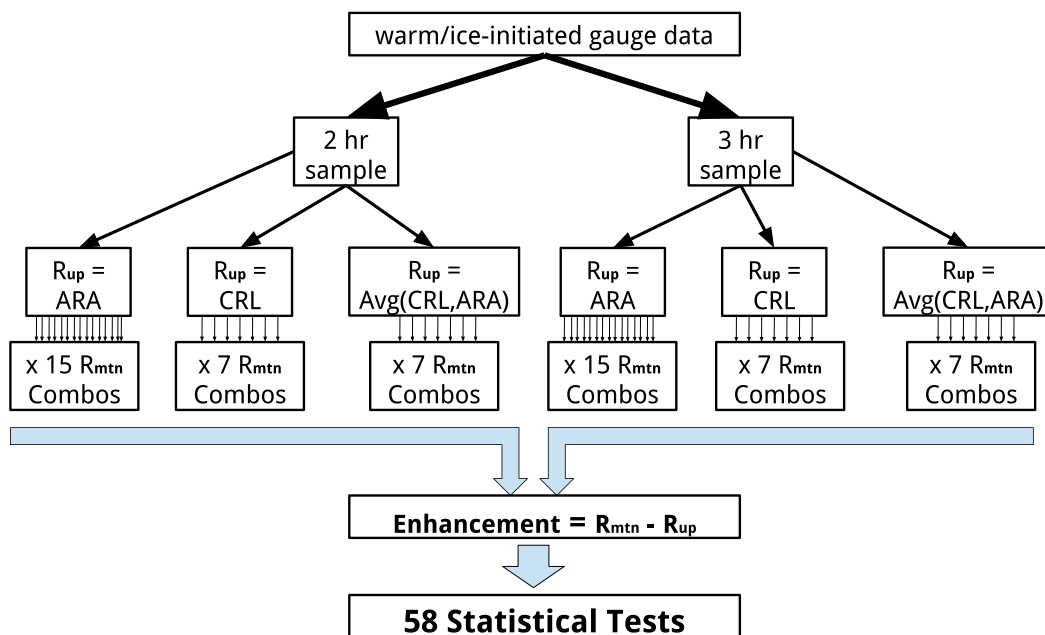 warm/ice-initiated gauge data
2 hr
sample
3 hr
sample
Rup =
ARA
Rup =
CRL
Rup =
Avg(CRL,ARA)
Rup =
ARA
Rup =
CRL
Rup =
Avg(CRL,ARA)
x 15 Rmtn
Combos
x 7 Rmtn
Combos
x 7 Rmtn
Combos
x 15 Rmtn
Combos
x 7 Rmtn
Combos
x 7 Rmtn
Combos
Enhancement = Rmtn - Rup
58 Statistical Tests